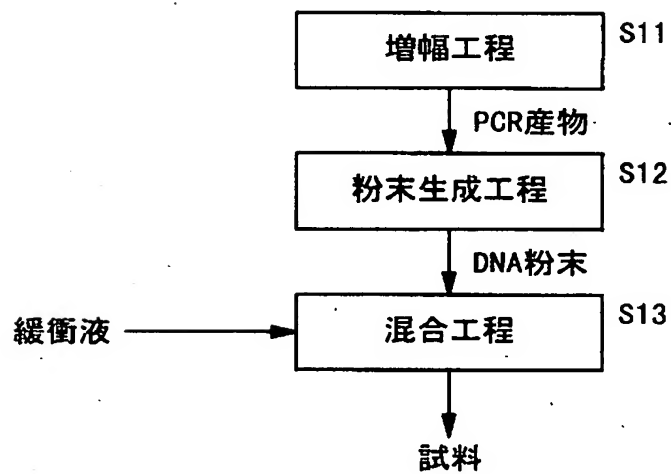 増幅工程 S11
PCR産物
粉末生成工程 S12
DNA粉末
緩衝液 混合工程 S13
試料